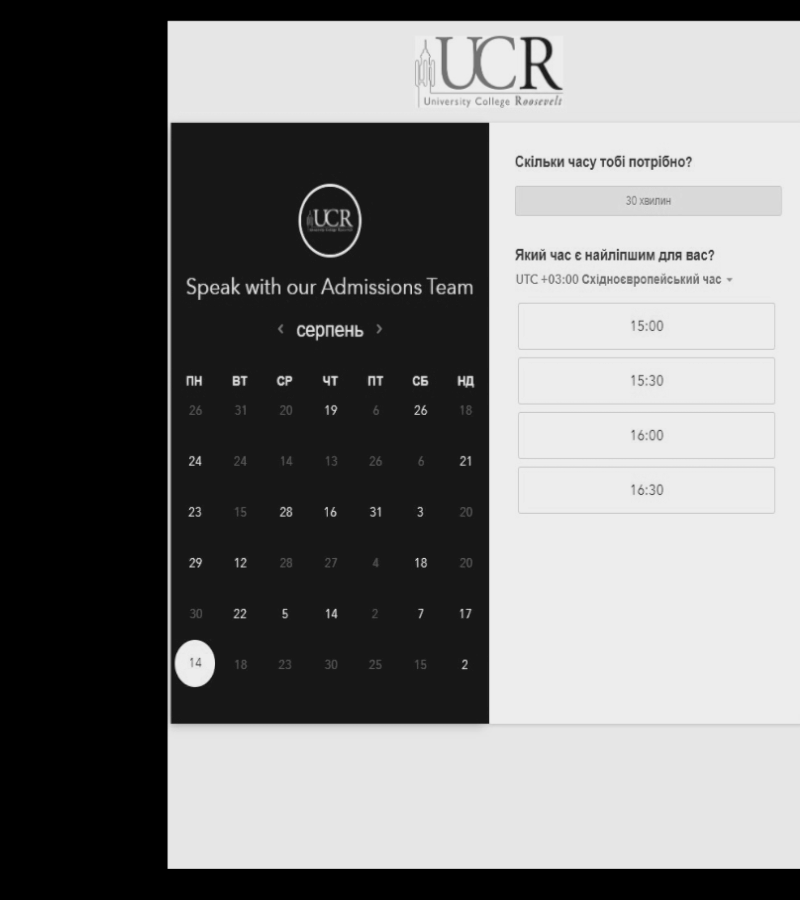 UCR
University College Roosevelt
UCR
Speak with our Admissions Team
серпень
ПН ВТ СР ЧТ ПТ СБ НД
26 31 20 19 6 26 18
24 24 14 13 26 6 21
23 15 28 16 31 3 20
29 12 28 27 4 18 20
30 22 5 14 2 7 17
14 18 23 30 25 15 2
Скільки часу тобі потрібно?
30 хвилин
Який час є найліпшим для вас?
UTC +03:00 Східноєвропейський час
15:00
15:30
16:00
16:30